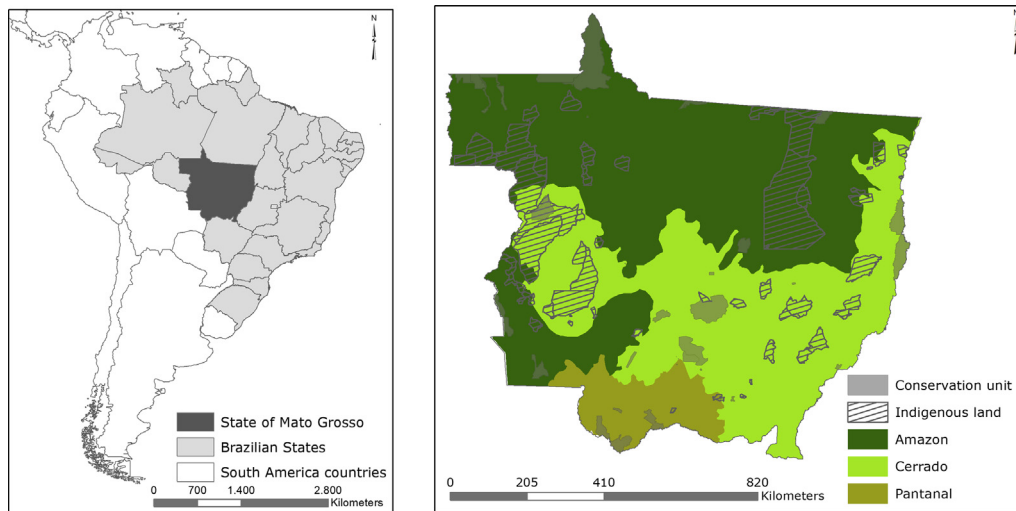 N
State of Mato Grosso
Brazilian States
South America countries
0 700 1.400 2.800
Kilometers
N
Conservation unit
Indigenous land
Amazon
Cerrado
Pantanal
0 205 410 820
Kilometers